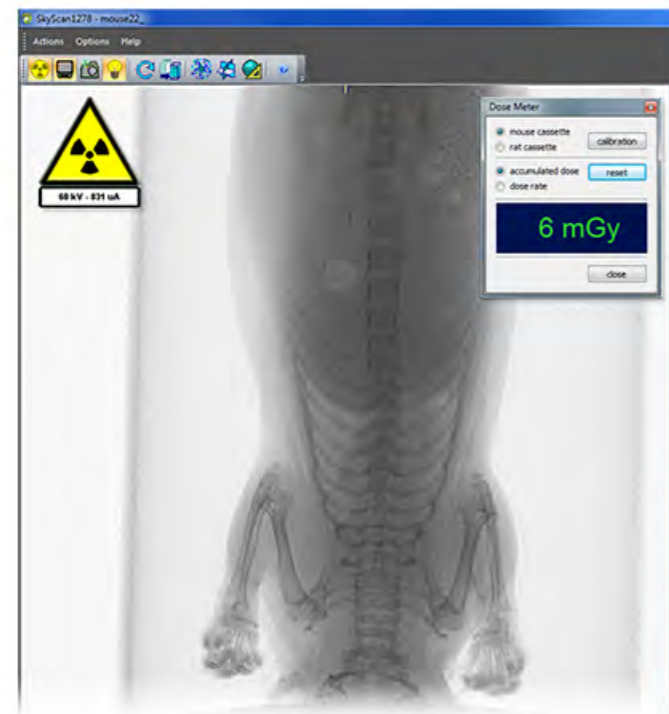 SkyScan1278 - mouse22_
Actions Options Help
60 kV - 831 uA
Dose Meter
mouse cassette
rat cassette
calibration
accumulated dose
dose rate
reset
6 mGy
close